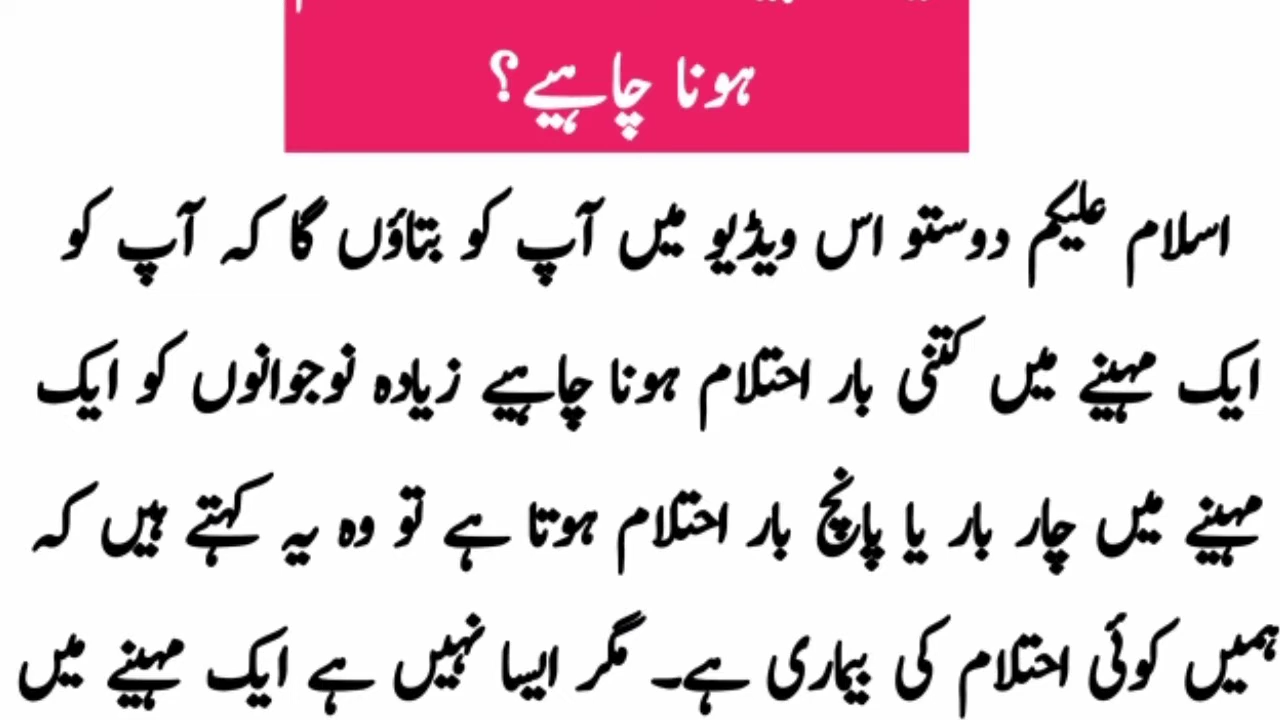 ہونا چاہیے؟
اسلام علیکم دوستو اس ویڈیو میں آپ کو بتاؤں گا کہ آپ کو
ایک مہینے میں کتنی بار احتلام ہونا چاہیے زیادہ نوجوانوں کو ایک
مہینے میں چار بار یا پانچ بار احتلام ہوتا ہے تو وہ یہ کہتے ہیں کہ
ہمیں کوئی احتلام کی بیماری ہے۔ مگر ایسا نہیں ہے ایک مہینے میں